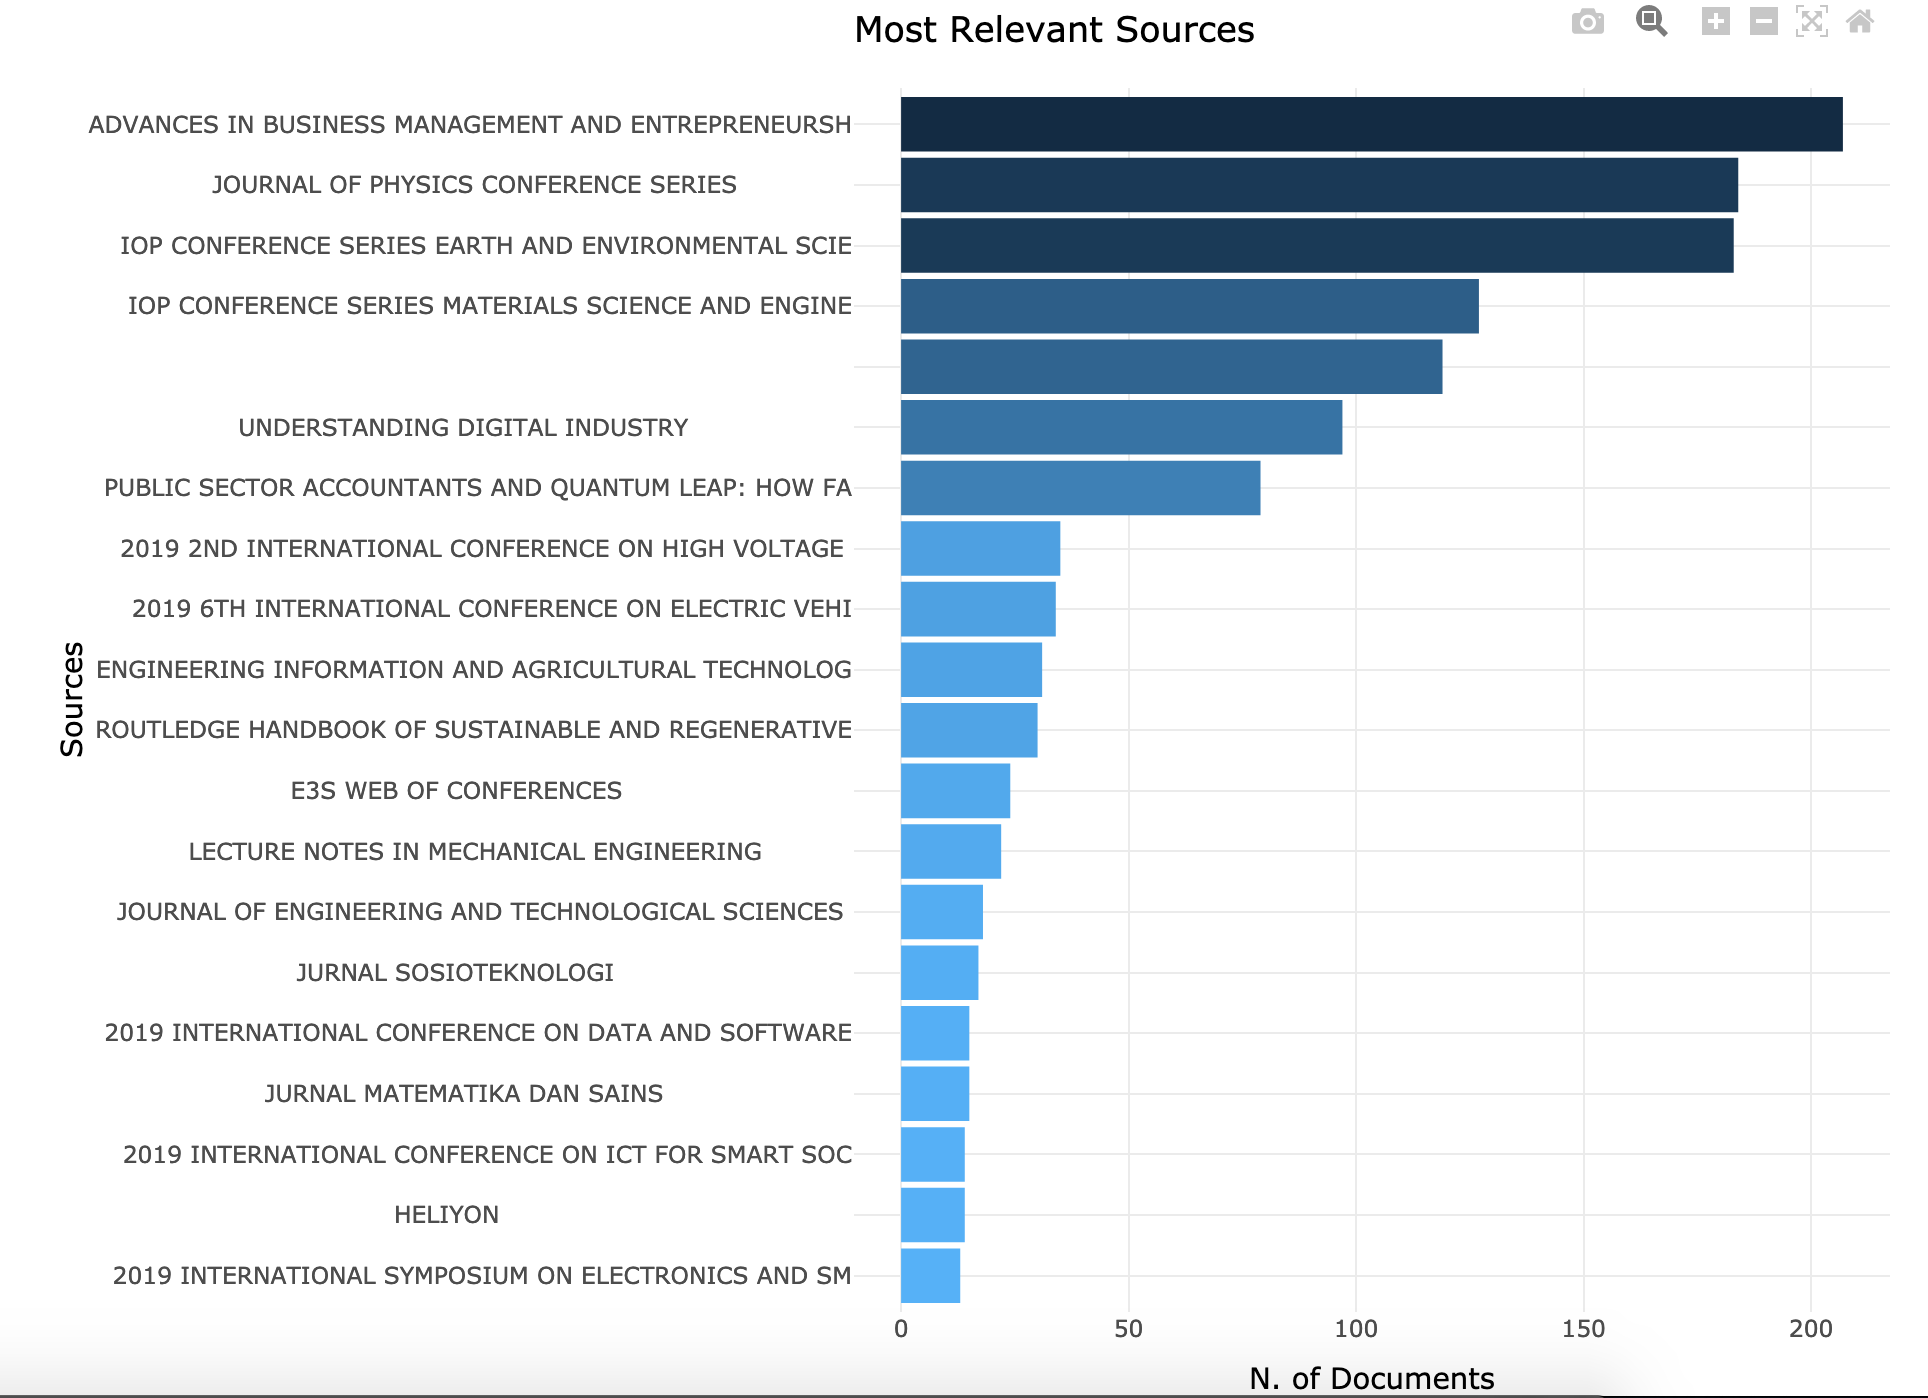 Most Relevant Sources
ADVANCES IN BUSINESS MANAGEMENT AND ENTREPRENEURSH
JOURNAL OF PHYSICS CONFERENCE SERIES
IOP CONFERENCE SERIES EARTH AND ENVIRONMENTAL SCIE
IOP CONFERENCE SERIES MATERIALS SCIENCE AND ENGINE
UNDERSTANDING DIGITAL INDUSTRY
PUBLIC SECTOR ACCOUNTANTS AND QUANTUM LEAP: HOW FA
2019 2ND INTERNATIONAL CONFERENCE ON HIGH VOLTAGE
2019 6TH INTERNATIONAL CONFERENCE ON ELECTRIC VEHI
ENGINEERING INFORMATION AND AGRICULTURAL TECHNOLOG
ROUTLEDGE HANDBOOK OF SUSTAINABLE AND REGENERATIVE
E3S WEB OF CONFERENCES
LECTURE NOTES IN MECHANICAL ENGINEERING
JOURNAL OF ENGINEERING AND TECHNOLOGICAL SCIENCES
JURNAL SOSIOTEKNOLOGI
2019 INTERNATIONAL CONFERENCE ON DATA AND SOFTWARE
JURNAL MATEMATIKA DAN SAINS
2019 INTERNATIONAL CONFERENCE ON ICT FOR SMART SOC
HELIYON
2019 INTERNATIONAL SYMPOSIUM ON ELECTRONICS AND SM
Sources
0 50 100 150 200
N. of Documents